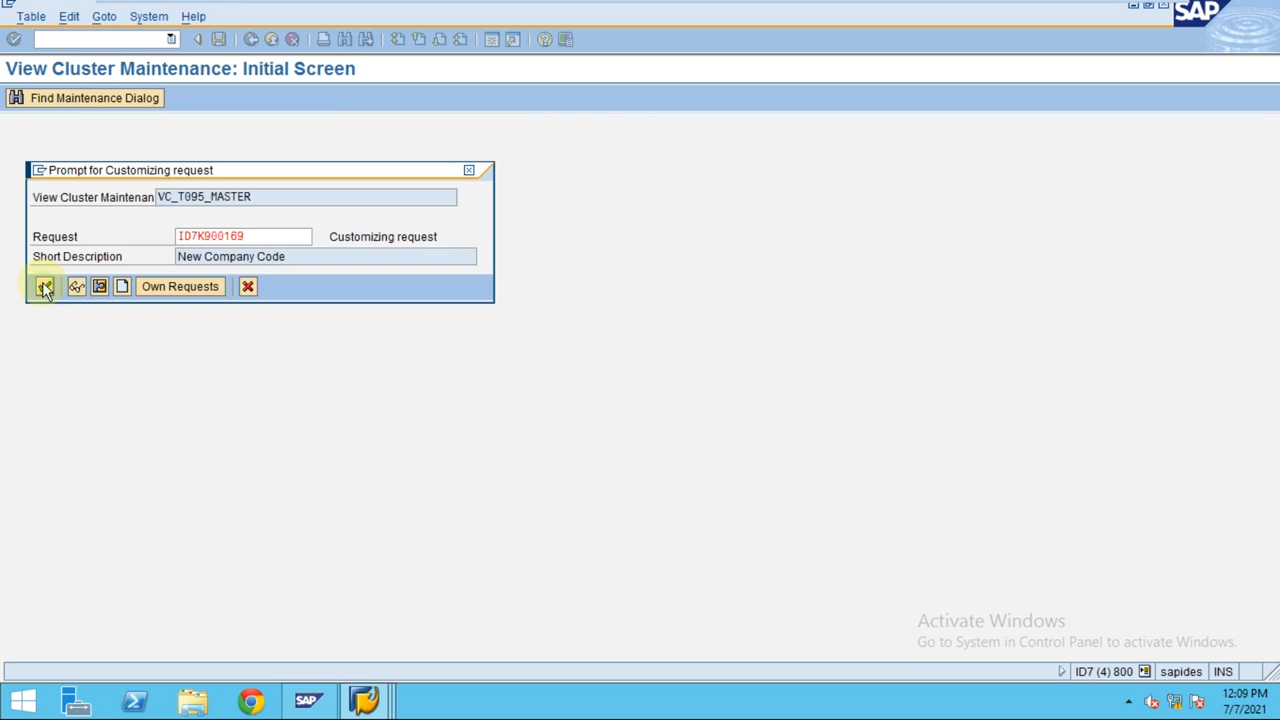 Table Edit Goto System Help
SAP
View Cluster Maintenance: Initial Screen
Find Maintenance Dialog
Prompt for Customizing request
View Cluster Maintenan VC_T095_MASTER
Request ID7K900169 Customizing request
Short Description New Company Code
Own Requests
Activate Windows
Go to System in Control Panel to activate Windows.
ID7 (4) 800 sapides INS
SAP
12:09 PM
7/7/2021